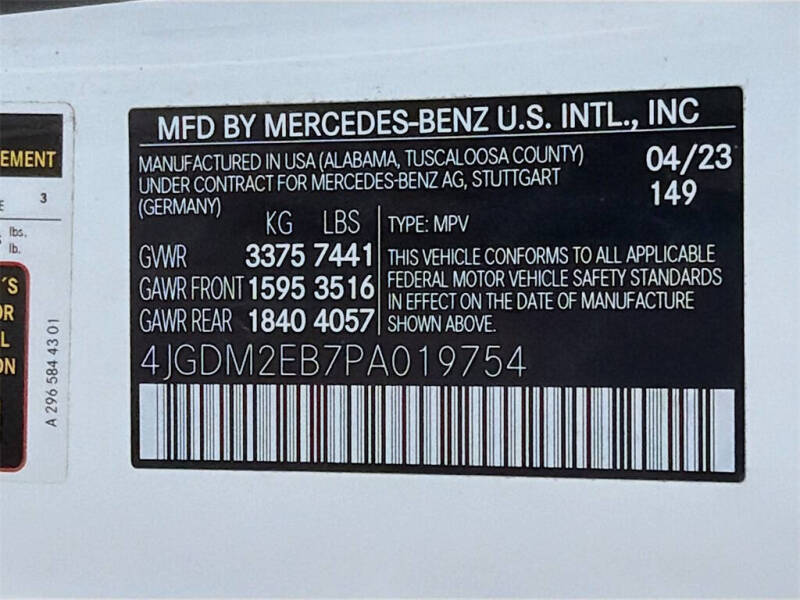 EMENT
3
lbs.
lb.
´S
OR
L
ON
A 296 584 43 01
MFD BY MERCEDES-BENZ U.S. INTL., INC
MANUFACTURED IN USA (ALABAMA, TUSCALOOSA COUNTY)
UNDER CONTRACT FOR MERCEDES-BENZ AG, STUTTGART
(GERMANY)
04/23
149
KG LBS
GVWR 3375 7441
GAWR FRONT 1595 3516
GAWR REAR 1840 4057
TYPE: MPV
THIS VEHICLE CONFORMS TO ALL APPLICABLE
FEDERAL MOTOR VEHICLE SAFETY STANDARDS
IN EFFECT ON THE DATE OF MANUFACTURE
SHOWN ABOVE.
4JGDM2EB7PA019754